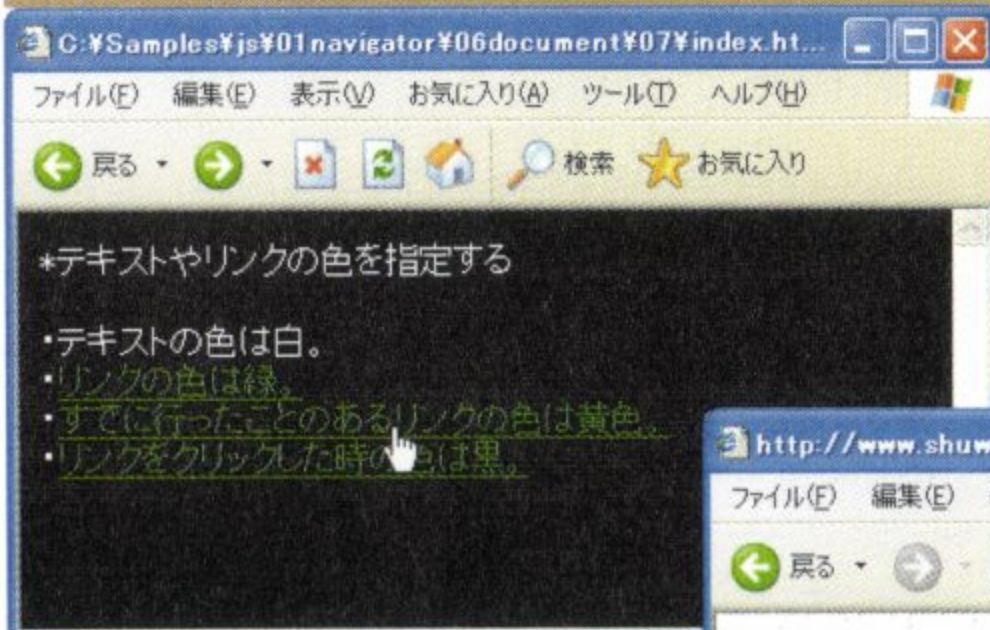 C:¥Samples¥js¥01navigator¥06document¥07¥index.ht...
ファイル(F) 編集(E) 表示(V) お気に入り(A) ツール(T) ヘルプ(H)
戻る 検索 お気に入り
*テキストやリンクの色を指定する
・テキストの色は白。
・リンクの色は緑。
・すでに行ったことのあるリンクの色は黄色。
・リンクをクリックした時の色は黒。
http://www.shuw
ファイル(F) 編集(E)
戻る